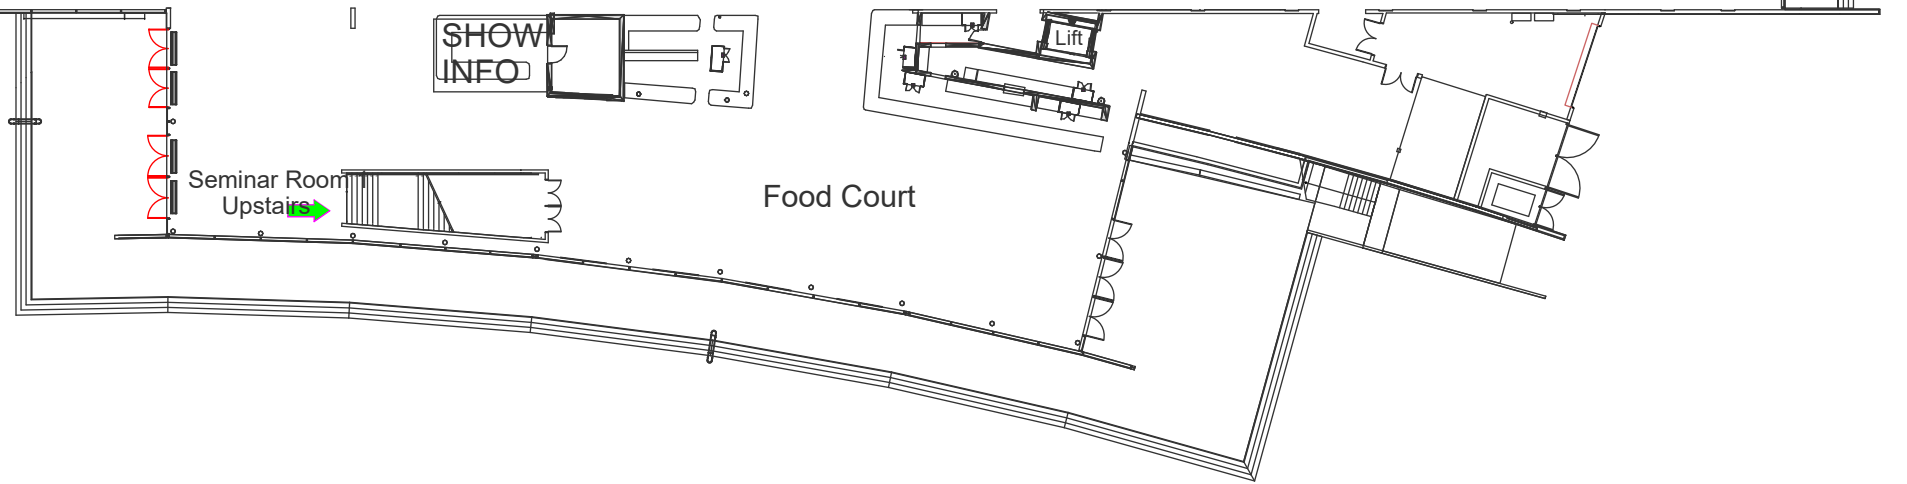 SHOW
INFO
Lift
Seminar Room 1
Upstairs
Food Court